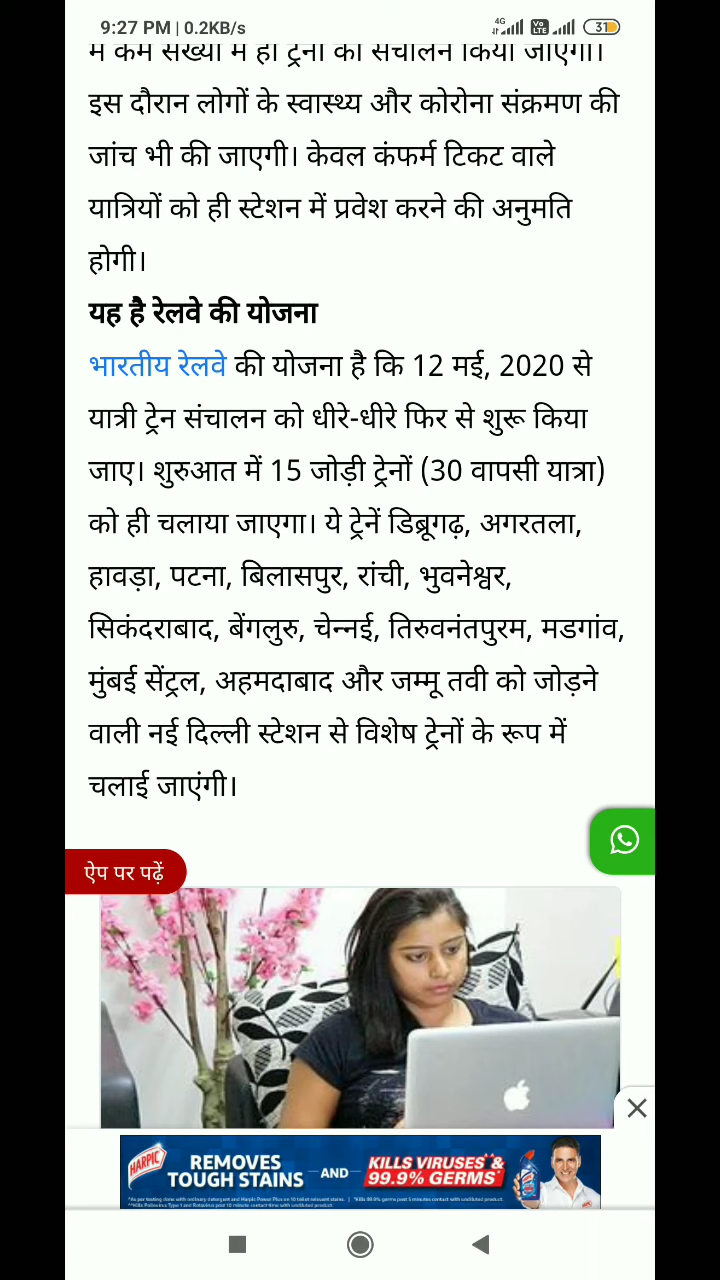 9:27 PM | 0.2KB/s 4G Vo LTE 31
में कम संख्या में ही ट्रेनों का संचालन किया जाएगा।
इस दौरान लोगों के स्वास्थ्य और कोरोना संक्रमण की
जांच भी की जाएगी। केवल कंफर्म टिकट वाले
यात्रियों को ही स्टेशन में प्रवेश करने की अनुमति
होगी।
यह है रेलवे की योजना
भारतीय रेलवे की योजना है कि 12 मई, 2020 से
यात्री ट्रेन संचालन को धीरे-धीरे फिर से शुरू किया
जाए। शुरुआत में 15 जोड़ी ट्रेनों (30 वापसी यात्रा)
को ही चलाया जाएगा। ये ट्रेनें डिब्रूगढ़, अगरतला,
हावड़ा, पटना, बिलासपुर, रांची, भुवनेश्वर,
सिकंदराबाद, बेंगलुरु, चेन्नई, तिरुवनंतपुरम, मडगांव,
मुंबई सेंट्रल, अहमदाबाद और जम्मू तवी को जोड़ने
वाली नई दिल्ली स्टेशन से विशेष ट्रेनों के रूप में
चलाई जाएंगी।
ऐप पर पढ़ें
HARPIC REMOVES TOUGH STAINS AND KILLS VIRUSES & 99.9% GERMS